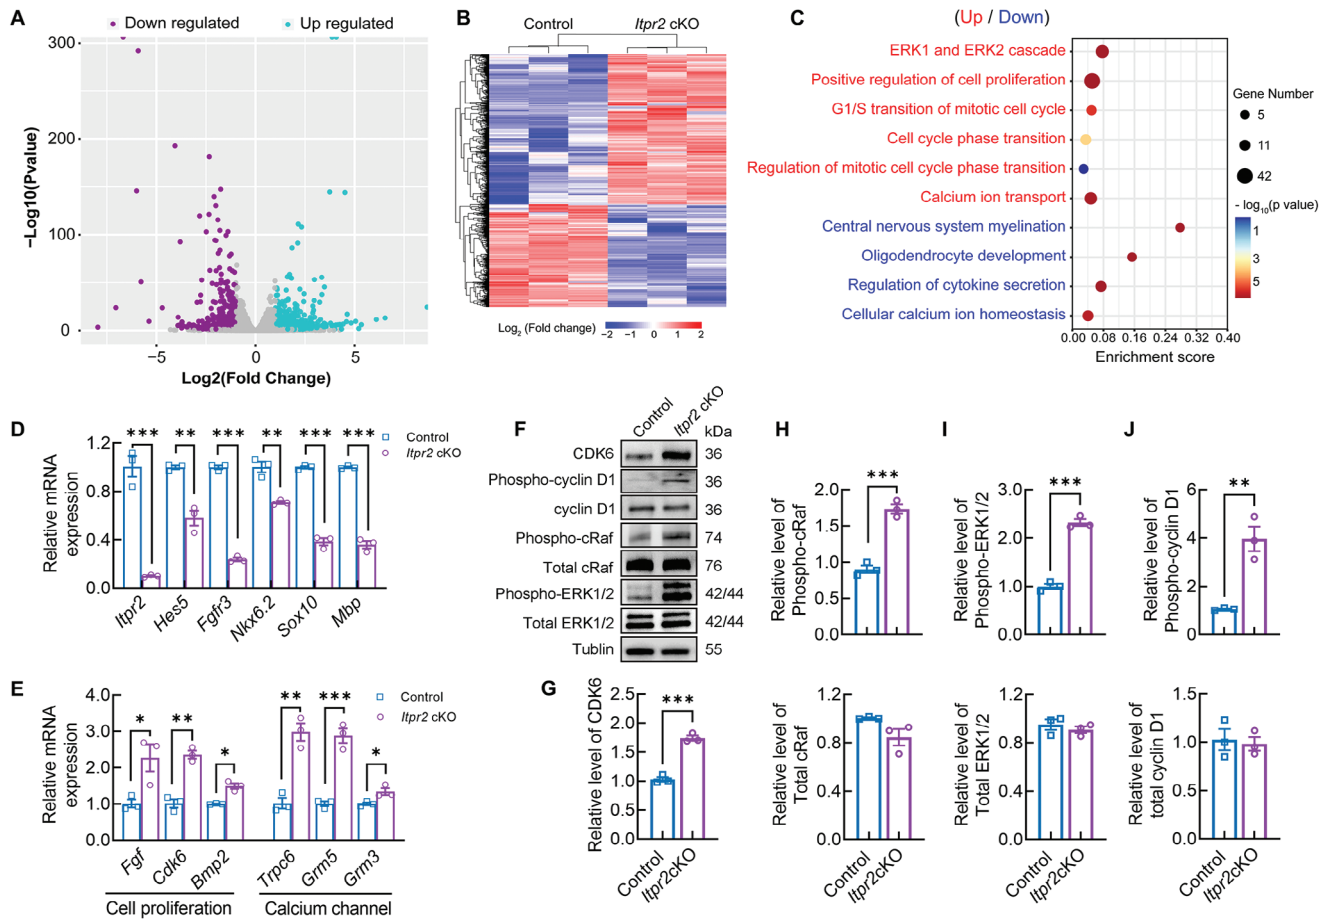 A
Down regulated
Up regulated
300
200
100
50
0
−Log10(Pvalue)
−5
0
5
Log2(Fold Change)
B
Control
Itpr2 cKO
Log2 (Fold change)
−2 −1 0 1 2
C
(Up / Down)
ERK1 and ERK2 cascade
Positive regulation of cell proliferation
G1/S transition of mitotic cell cycle
Cell cycle phase transition
Regulation of mitotic cell cycle phase transition
Calcium ion transport
Central nervous system myelination
Oligodendrocyte development
Regulation of cytokine secretion
Cellular calcium ion homeostasis
0.00 0.08 0.16 0.24 0.32 0.40
Enrichment score
Gene Number
5
11
42
- log10(p value)
1
3
5
D
Relative mRNA
expression
1.2
0.8
0.4
0.0
*** ** *** ** *** ***
Control
Itpr2 cKO
Itpr2 Hes5 Fgfr3 Nkx6.2 Sox10 Mbp
E
Relative mRNA
expression
4.0
3.0
2.0
1.0
0.0
* ** * ** *** *
Control
Itpr2 cKO
Fgf Cdk6 Bmp2 Trpc6 Grm5 Grm3
Cell proliferation
Calcium channel
F
Control
Itpr2 cKO
kDa
CDK6 36
Phospho-cyclin D1 36
cyclin D1 36
Phospho-cRaf 74
Total cRaf 76
Phospho-ERK1/2 42/44
Total ERK1/2 42/44
Tublin 55
G
Relative level of CDK6
2.5
2.0
1.5
1.0
0.5
0.0
***
Control
Itpr2cKO
H
Relative level of
Phospho-cRaf
2.0
1.5
1.0
0.5
0.0
***
Relative level of
Total cRaf
1.2
0.8
0.4
0.0
Control
Itpr2cKO
I
Relative level of
Phospho-ERK1/2
3.0
2.0
1.0
0.0
***
Relative level of
Total ERK1/2
1.2
0.8
0.4
0.0
Control
Itpr2cKO
J
Relative level of
Phospho-cyclin D1
6
4
2
0
**
Relative level of
total cyclin D1
1.5
1.0
0.5
0.0
Control
Itpr2cKO